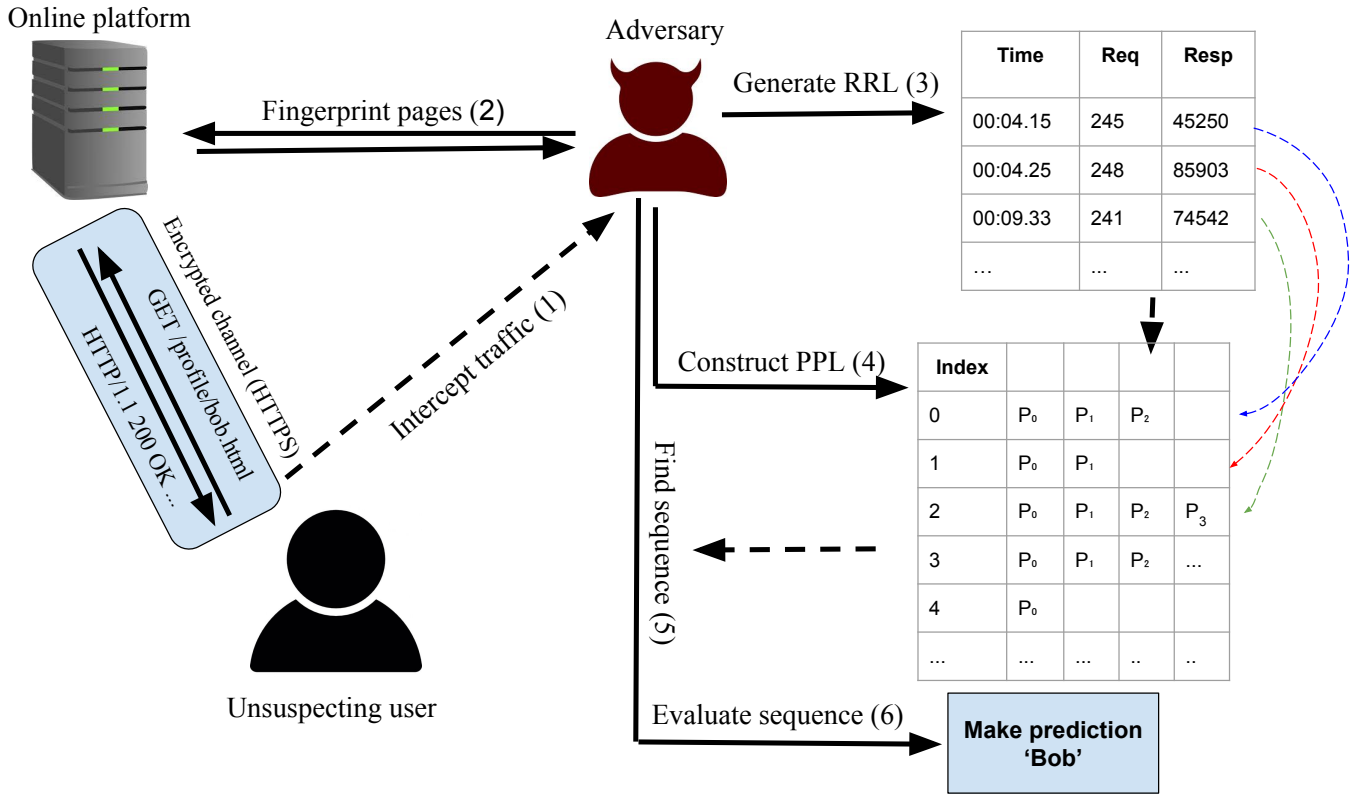 Online platform
Adversary
Fingerprint pages (2)
Generate RRL (3)
Time Req Resp
00:04.15 245 45250
00:04.25 248 85903
00:09.33 241 74542
... ... ...
Encrypted channel (HTTPS)
GET /profile/bob.html
HTTP/1.1 200 OK ...
Intercept traffic (1)
Construct PPL (4)
Index
0 P₀ P₁ P₂
1 P₀ P₁
2 P₀ P₁ P₂ P₃
3 P₀ P₁ P₂ ...
4 P₀
... ... ... .. ..
Find sequence (5)
Unsuspecting user
Evaluate sequence (6)
Make prediction
‘Bob’